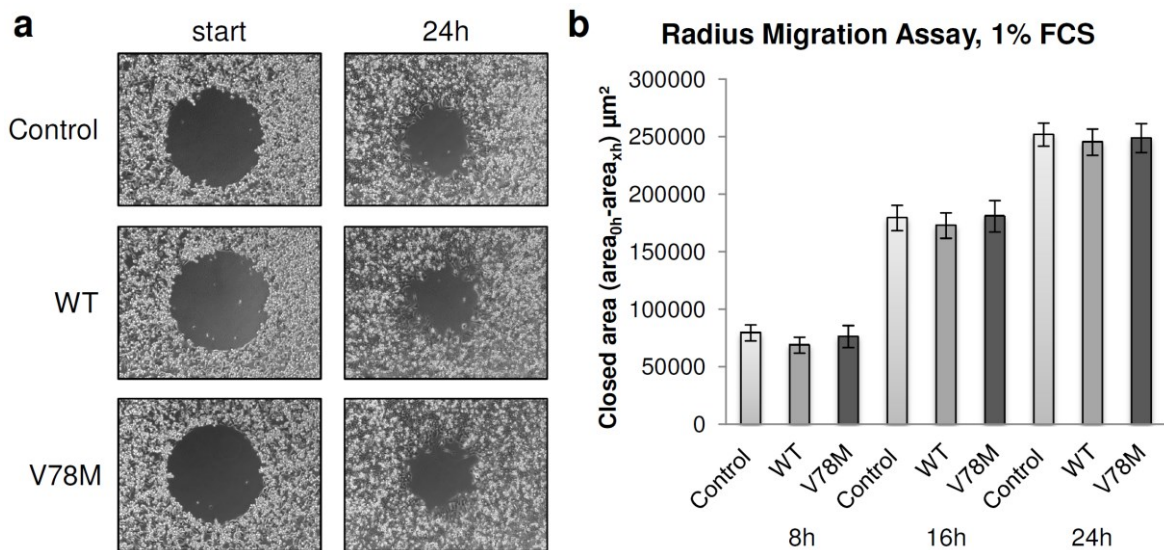 a
start 24h
Control
WT
V78M
b
Radius Migration Assay, 1% FCS
Closed area (area0h-areaxh) µm²
300000
250000
200000
150000
100000
50000
0
Control WT V78M Control WT V78M Control WT V78M
8h 16h 24h